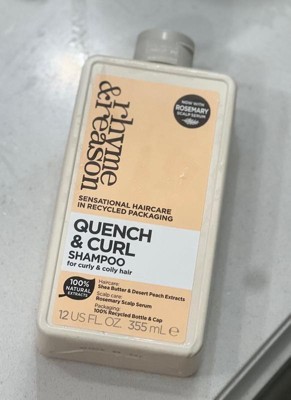 rhyme
&reason
NEW WITH
ROSEMARY
SCALP SERUM
SENSATIONAL HAIRCARE
IN RECYCLED PACKAGING
QUENCH
& CURL
SHAMPOO
for curly & coily hair
100%
NATURAL
EXTRACTS
Haircare:
Shea Butter & Desert Peach Extracts
Scalp care:
Rosemary Scalp Serum
Packaging:
100% Recycled Bottle & Cap
12 US FL. OZ. 355 mL e